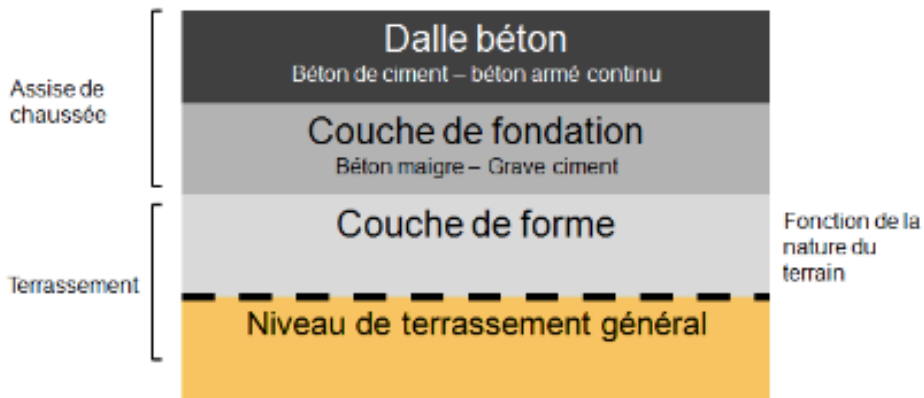 Dalle béton
Béton de ciment – béton armé continu
Assise de
chaussée
Couche de fondation
Béton maigre – Grave ciment
Couche de forme
Fonction de la
nature du
terrain
Terrassement
Niveau de terrassement général